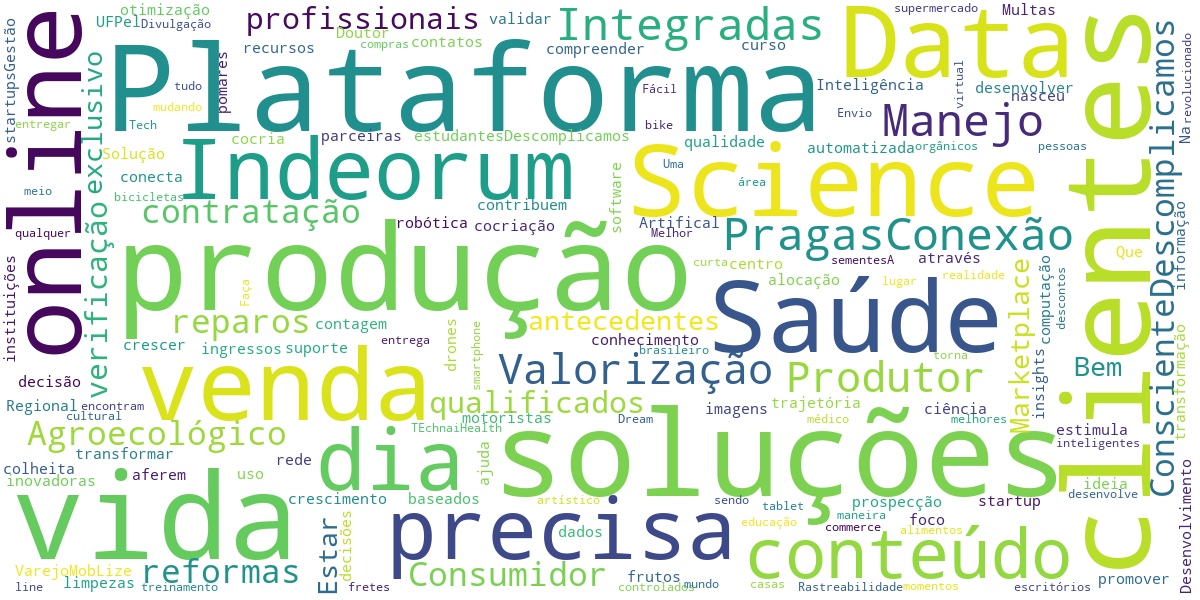 otimização
profissionais
validar
Integradas
supermercado
Multas
UFPel
Divulgação
Doutor
compras
contatos
recursos
compreender
curso
Datas
startupsGestão
online
Plataforma
tudo
mudando
pomares
Fácil
Inteligência
virtual
desenvolver
nasceu
Envio
Manejo
clientes
conscienteDescomplicamos
Na
revolucionado
entregar
exclusivo
Tech
cocria
parceiras
estudantesDescomplicamos
bike
qualidade
automatizada
orgânicos
pessoas
Solução
conecta
bicicletas
Indeorum
contribuem
software
Science
Uma
área
meio
qualquer
verificação
contratação
robótica
cocriação
Artifical
Melhor
PragasConexão
informação
instituições
produção
curta
centro
sementesA
através
Que
Faça
alocação
lugar
realidade
Saúde
Marketplace
computação
descontos
reparos
contagem
antecedentes
crescer
ingressos
suporte
entrega
drones
smartphone
conhecimento
brasileiro
torna
insights
transformação
decisão
venda
Valorização
Produtor
Bem
Regional
encontram
cultural
qualificados
motoristas
Dream
imagens
trajetória
médico
ciência
melhores
estimula
inteligentes
Agroecológico
transformar
TEchnaiHealth
dia
soluções
colheita
inovadoras
aferem
uso
rede
ajuda
ideia
desenvolve
Desenvolvimento
vida
crescimento
baseados
artístico
sendo
tablet
prospecção
startup
maneira
foco
precisa
Estar
decisões
dados
educação
commerce
alimentos
conteúdo
VarejoMobLize
limpezas
reformas
Consumidor
frutos
line
treinamento
fretes
controlados
mundo
casas
Rastreabilidade
momentos
escritórios
promover